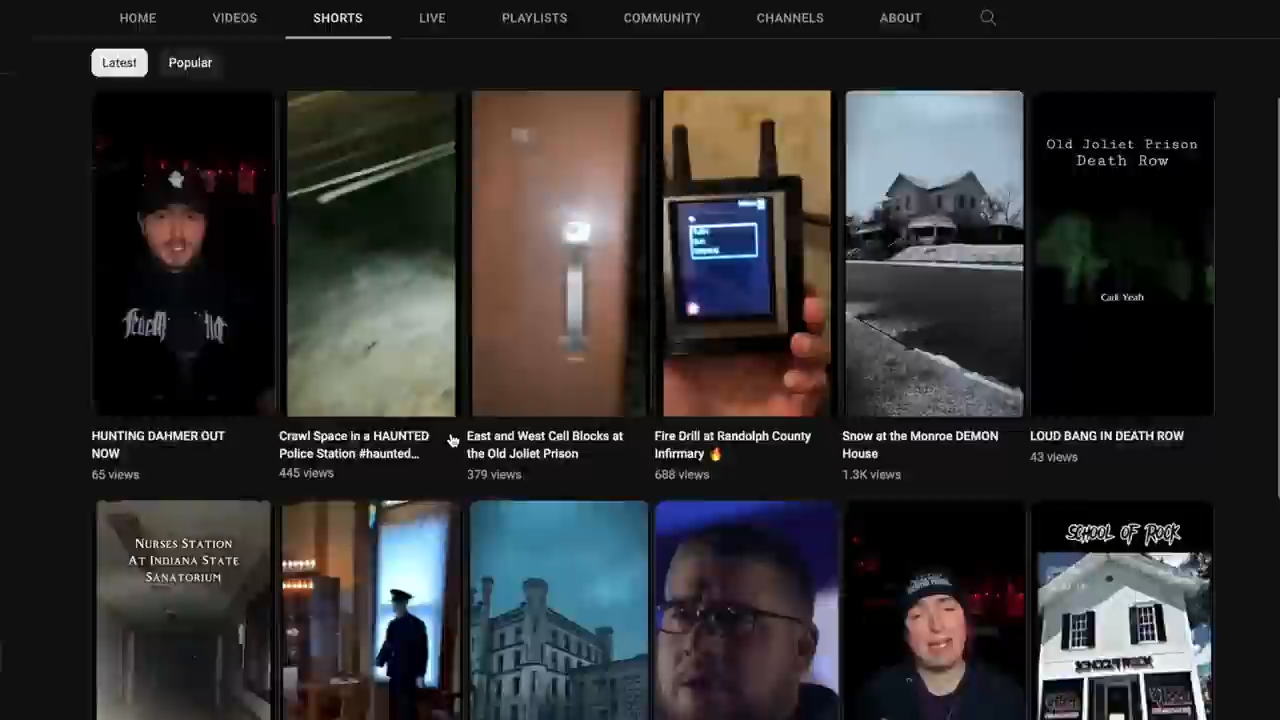 HOME VIDEOS SHORTS LIVE PLAYLISTS COMMUNITY CHANNELS ABOUT
Latest Popular
Old Joliet Prison
Death Row
Carli Yeah
HUNTING DAHMER OUT
NOW
65 views
Crawl Space in a HAUNTED
Police Station #haunted...
445 views
East and West Cell Blocks at
the Old Joliet Prison
379 views
Fire Drill at Randolph County
Infirmary 🔥
688 views
Snow at the Monroe DEMON
House
1.3K views
LOUD BANG IN DEATH ROW
43 views
NURSES STATION
AT INDIANA STATE
SANATORIUM
SCHOOL OF ROCK